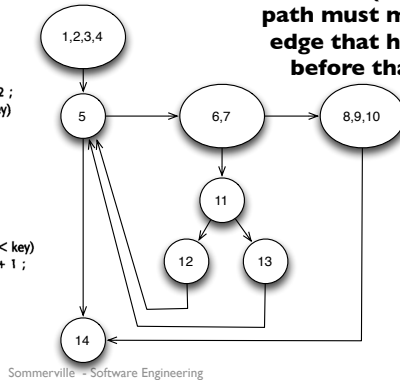 path must m
edge that h
before tha
1,2,3,4
2 ;
y)
5
6,7
8,9,10
11
< key)
+ 1 ;
12
13
14
Sommerville - Software Engineering